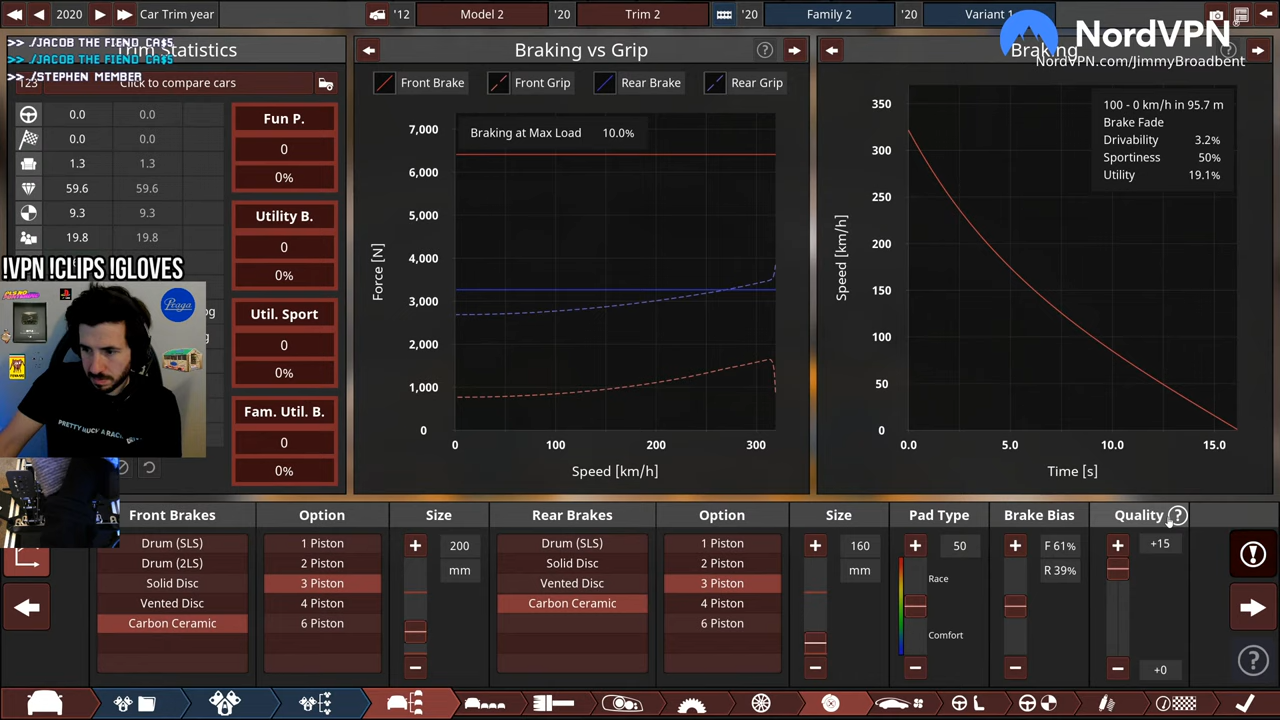 2020
Car Trim year
'12
Model 2
'20
Trim 2
'20
Family 2
'20
Variant 1
NordVPN
NordVPN.com/JimmyBroadbent
>> ./JACOB THE FIEND CA$5
>> ./JACOB THE FIEND CA$5
>> ./STEPHEN MEMBER
Trim Statistics
123
Click to compare cars
0.0 0.0
0.0 0.0
1.3 1.3
59.6 59.6
9.3 9.3
19.8 19.8
Fun P.
0
0%
Utility B.
0
0%
Util. Sport
0
0%
Fam. Util. B.
0
0%
!VPN !CLIPS !GLOVES
Praga
PRETTY MUCH A RACE
Braking vs Grip
?
Front Brake
Front Grip
Rear Brake
Rear Grip
Braking at Max Load 10.0%
7,000
6,000
5,000
4,000
3,000
2,000
1,000
0
Force [N]
0 100 200 300
Speed [km/h]
Braking
100 - 0 km/h in 95.7 m
Brake Fade
Drivability 3.2%
Sportiness 50%
Utility 19.1%
350
300
250
200
150
100
50
0
Speed [km/h]
0.0 5.0 10.0 15.0
Time [s]
Front Brakes
Drum (SLS)
Drum (2LS)
Solid Disc
Vented Disc
Carbon Ceramic
Option
1 Piston
2 Piston
3 Piston
4 Piston
6 Piston
Size
+
200
mm
−
Rear Brakes
Drum (SLS)
Solid Disc
Vented Disc
Carbon Ceramic
Option
1 Piston
2 Piston
3 Piston
4 Piston
6 Piston
Size
+
160
mm
−
Pad Type
+
50
Race
Comfort
−
Brake Bias
+
F 61%
R 39%
−
Quality
?
+
+15
−
+0
?